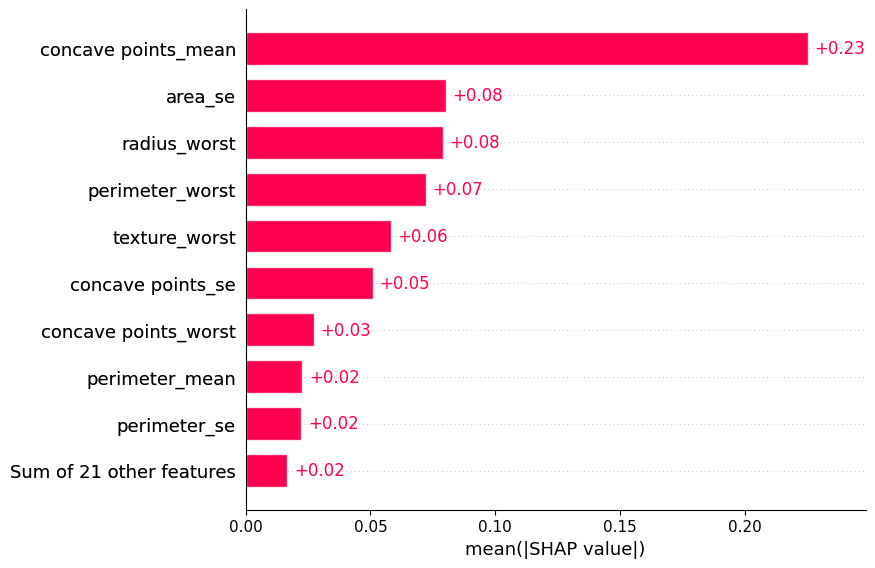 concave points_mean +0.23
area_se +0.08
radius_worst +0.08
perimeter_worst +0.07
texture_worst +0.06
concave points_se +0.05
concave points_worst +0.03
perimeter_mean +0.02
perimeter_se +0.02
Sum of 21 other features +0.02
0.00 0.05 0.10 0.15 0.20
mean(|SHAP value|)